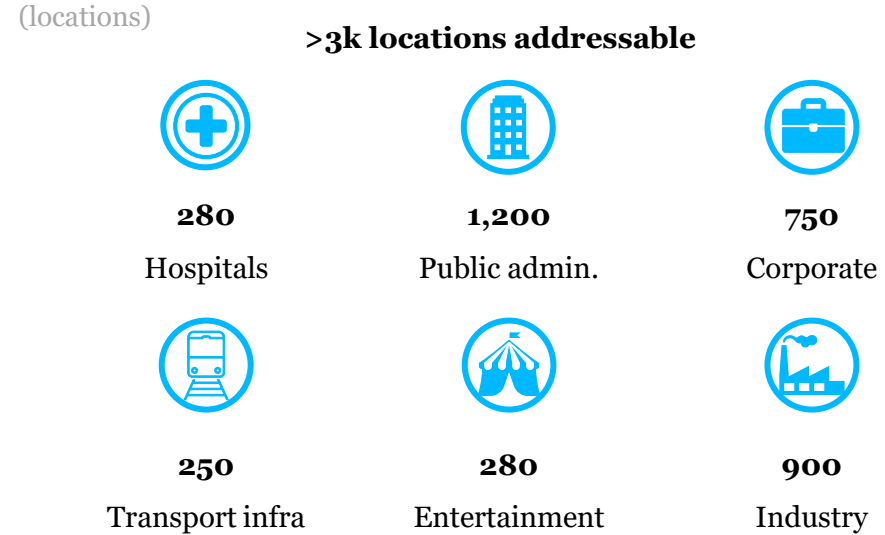 (locations)
>3k locations addressable
280
1,200
750
Hospitals
Public admin.
Corporate
250
280
900
Transport infra
Entertainment
Industry